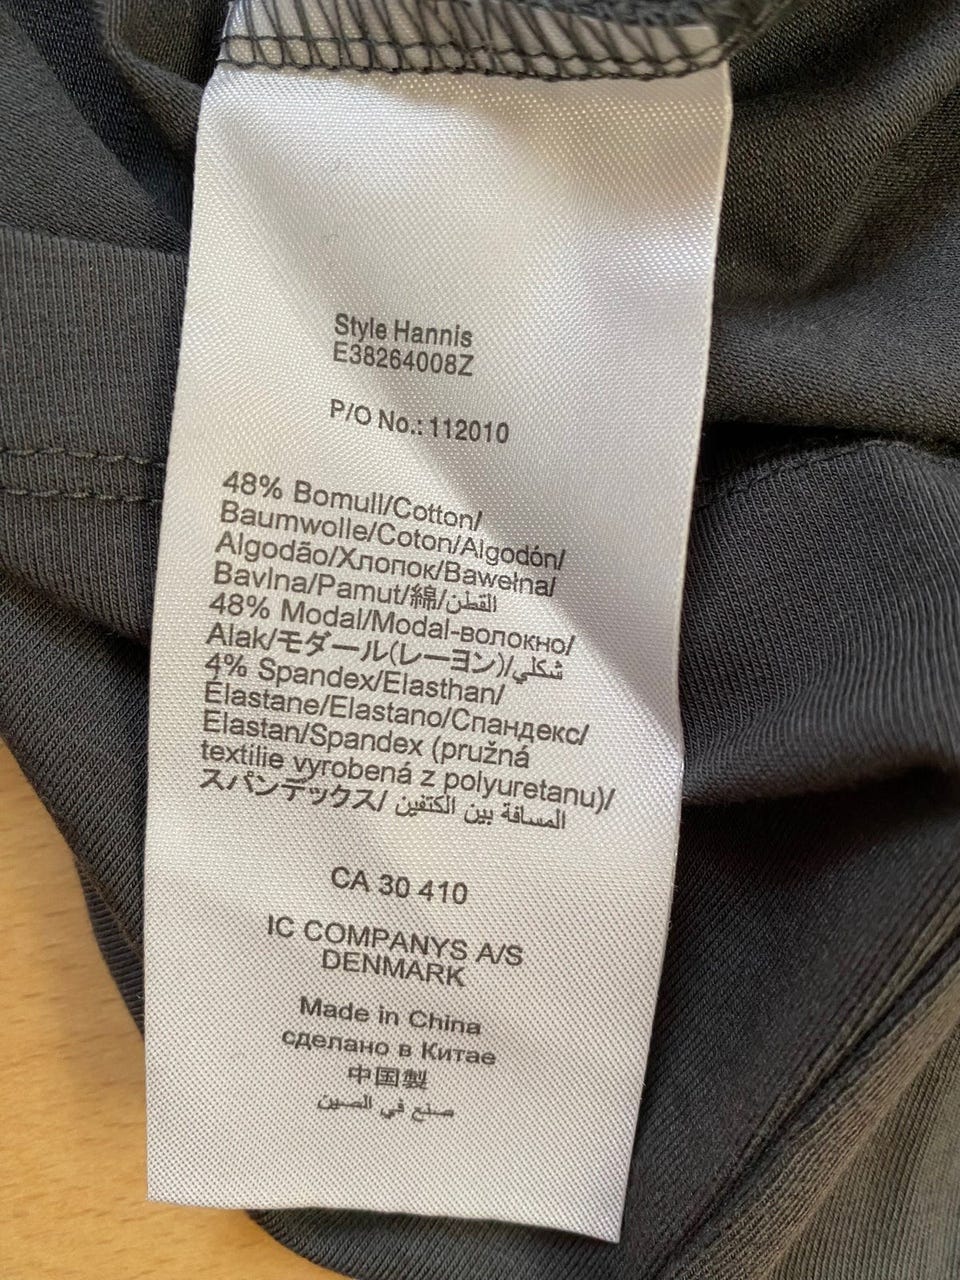 Style Hannis
E38264008Z
P/O No.: 112010
48% Bomull/Cotton/
Baumwolle/Coton/Algodón/
Algodão/Хлопок/Bawełna/
Bavlna/Pamut/綿/القطن
48% Modal/Modal-волокно/
Alak/モダール(レーヨン)/شكلي
4% Spandex/Elasthan/
Élastane/Elastano/Спандекс/
Elastan/Spandex (pružná
textilie vyrobená z polyuretanu)/
スパンデックス/ المسافة بين الكتفين
CA 30 410
IC COMPANYS A/S
DENMARK
Made in China
сделано в Китае
中国製
صنع في الصين